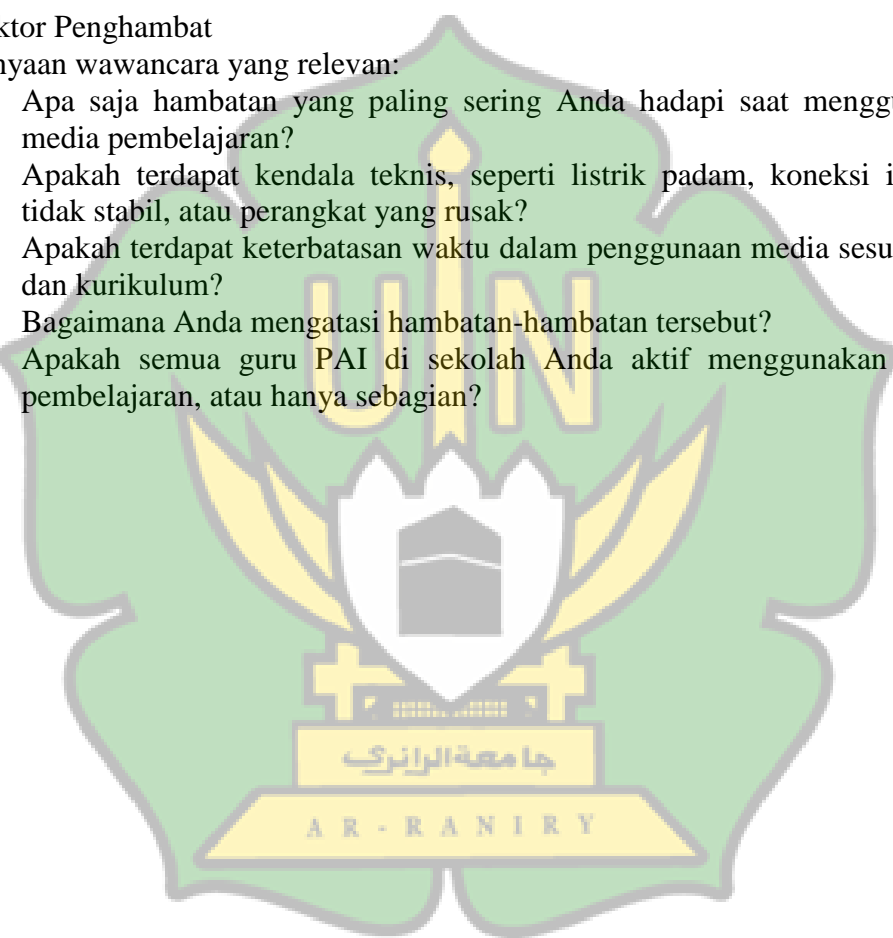 ktor Penghambat
nyaan wawancara yang relevan:
Apa saja hambatan yang paling sering Anda hadapi saat menggu
media pembelajaran?
Apakah terdapat kendala teknis, seperti listrik padam, koneksi i
tidak stabil, atau perangkat yang rusak?
Apakah terdapat keterbatasan waktu dalam penggunaan media sesu
dan kurikulum?
Bagaimana Anda mengatasi hambatan-hambatan tersebut?
Apakah semua guru PAI di sekolah Anda aktif menggunakan
pembelajaran, atau hanya sebagian?
UIN
جامعة الرانري
AR-RANIRY